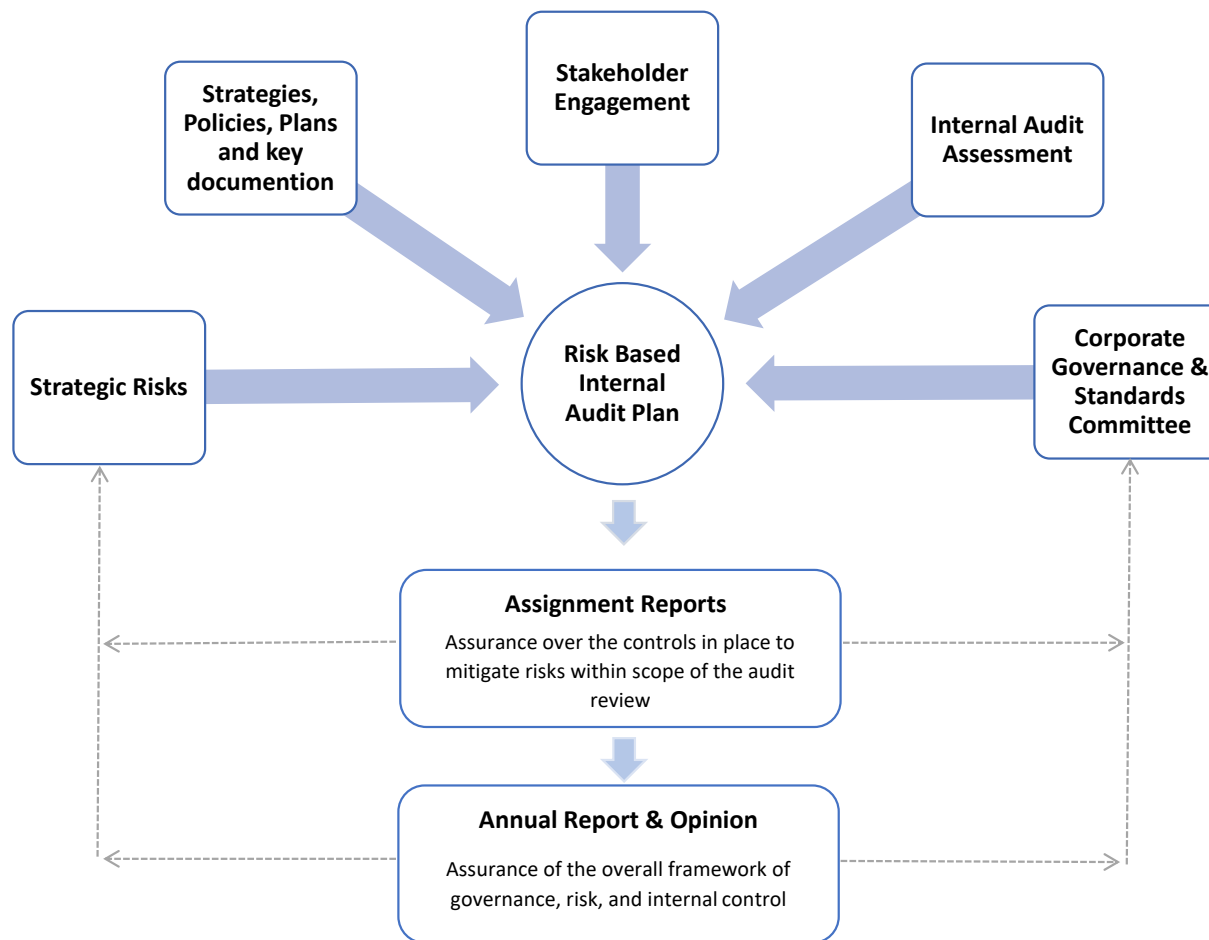 Stakeholder
Engagement
Strategies,
Policies, Plans
and key
documention
Internal Audit
Assessment
Strategic Risks
Risk Based
Internal
Audit Plan
Corporate
Governance &
Standards
Committee
Assignment Reports
Assurance over the controls in place to
mitigate risks within scope of the audit
review
Annual Report & Opinion
Assurance of the overall framework of
governance, risk, and internal control